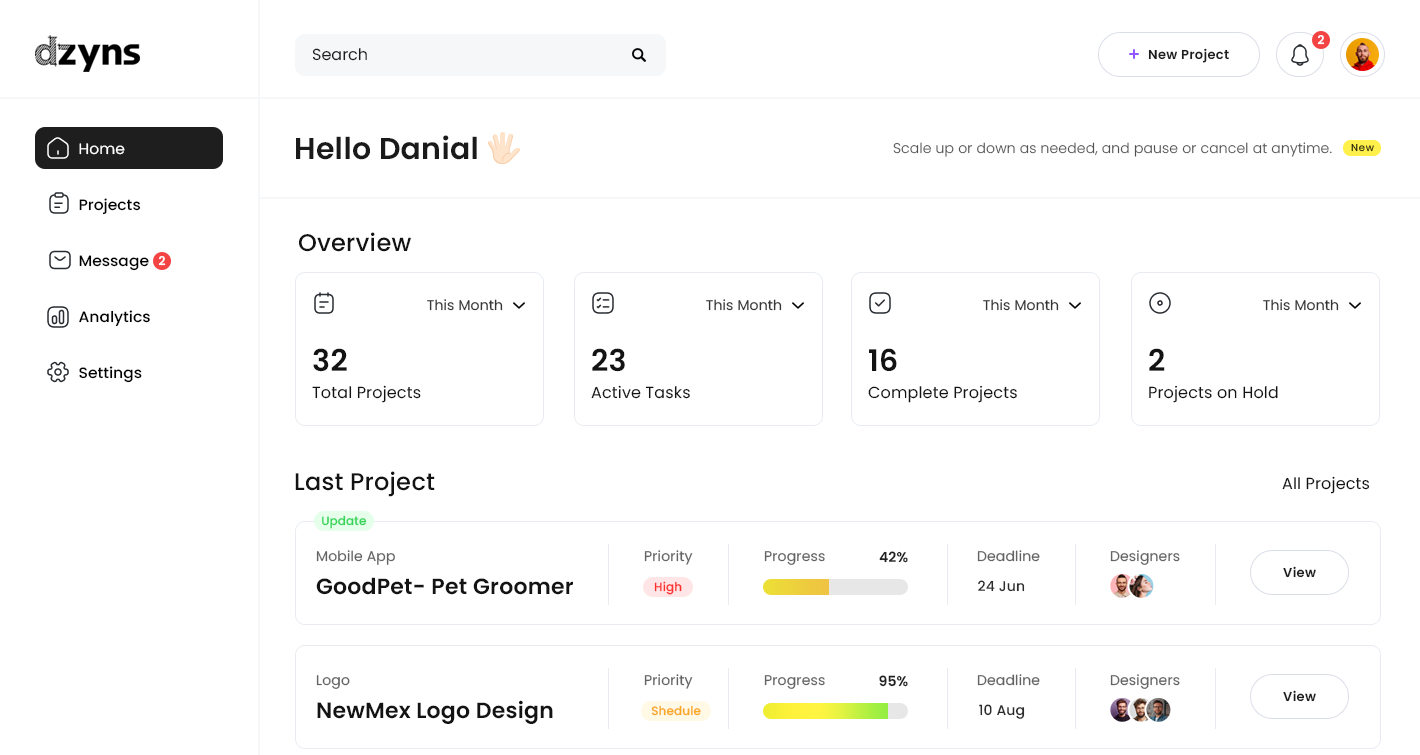 dzyns
Search
+ New Project
2
Home
Projects
Message 2
Analytics
Settings
Hello Danial 🖐🏻
Scale up or down as needed, and pause or cancel at anytime. New
Overview
This Month
32
Total Projects
This Month
23
Active Tasks
This Month
16
Complete Projects
This Month
2
Projects on Hold
Last Project
All Projects
Update
Mobile App
GoodPet- Pet Groomer
Priority
High
Progress 42%
Deadline
24 Jun
Designers
View
Logo
NewMex Logo Design
Priority
Shedule
Progress 95%
Deadline
10 Aug
Designers
View